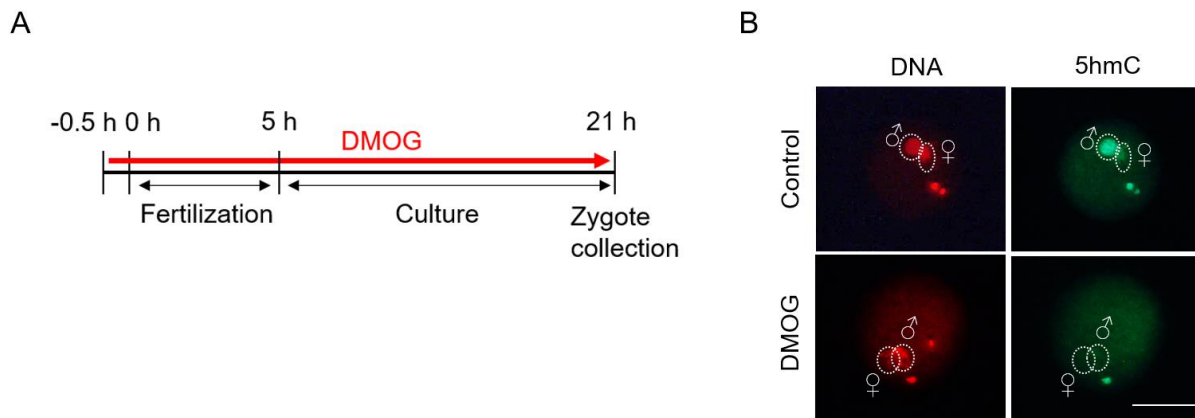 A
-0.5 h 0 h 5 h 21 h
DMOG
Fertilization Culture Zygote
collection
B
DNA 5hmC
Control
♂ ♀ ♂ ♀
DMOG
♂ ♂
♀ ♀